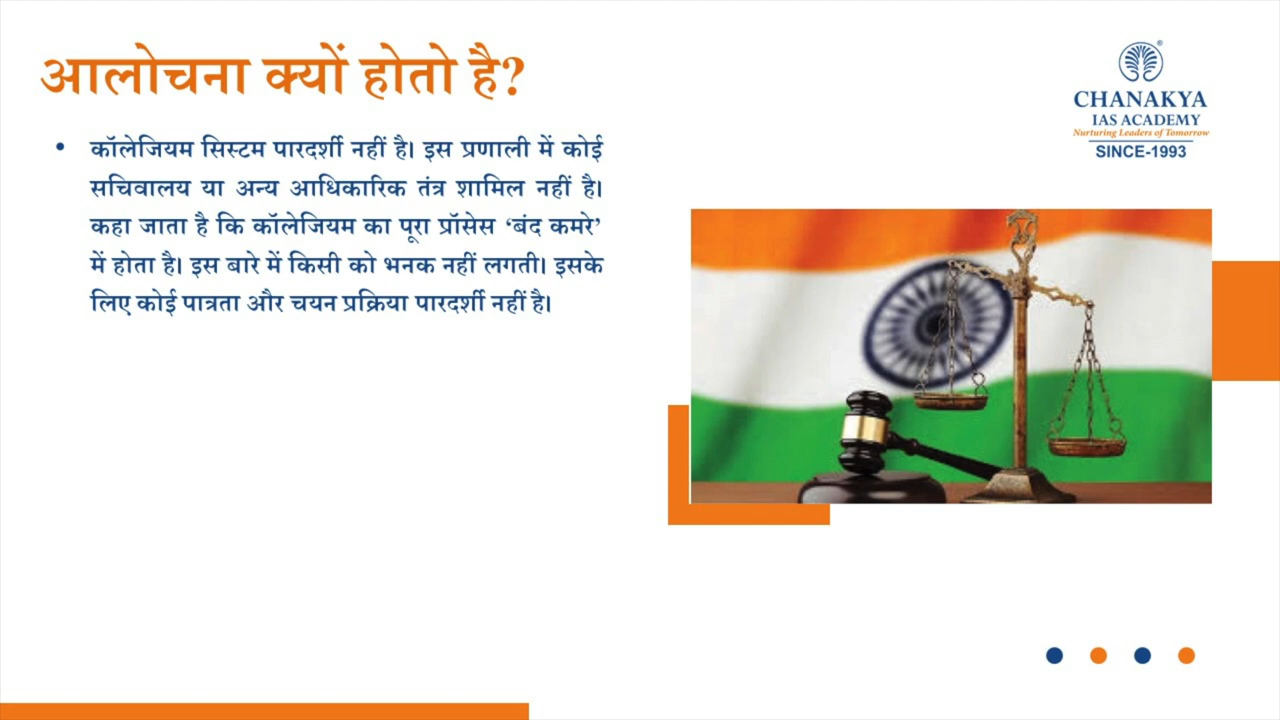 आलोचना क्यों होतो है?
• कॉलेजियम सिस्टम पारदर्शी नहीं है। इस प्रणाली में कोई
सचिवालय या अन्य आधिकारिक तंत्र शामिल नहीं है।
कहा जाता है कि कॉलेजियम का पूरा प्रॉसेस ‘बंद कमरे’
में होता है। इस बारे में किसी को भनक नहीं लगती। इसके
लिए कोई पात्रता और चयन प्रक्रिया पारदर्शी नहीं है।
CHANAKYA
IAS ACADEMY
Nurturing Leaders of Tomorrow
SINCE-1993